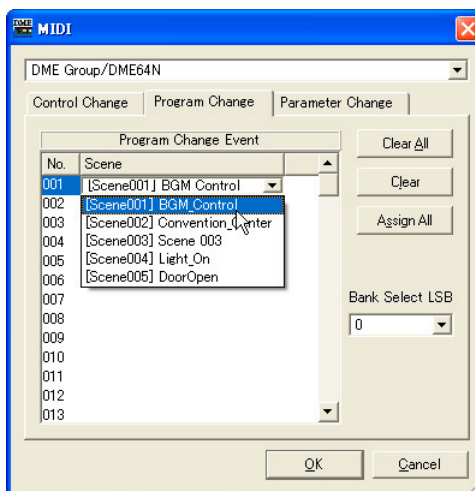 DME MIDI
DME Group/DME64N
Control Change Program Change Parameter Change
Program Change Event
Clear All
No. Scene
001 [Scene001] BGM Control
Clear
002 [Scene001] BGM_Control
003 [Scene002] Convention_Center
Assign All
004 [Scene003] Scene 003
005 [Scene004] Light_On
006 [Scene005] DoorOpen
007
Bank Select LSB
008
0
009
010
011
012
013
OK Cancel